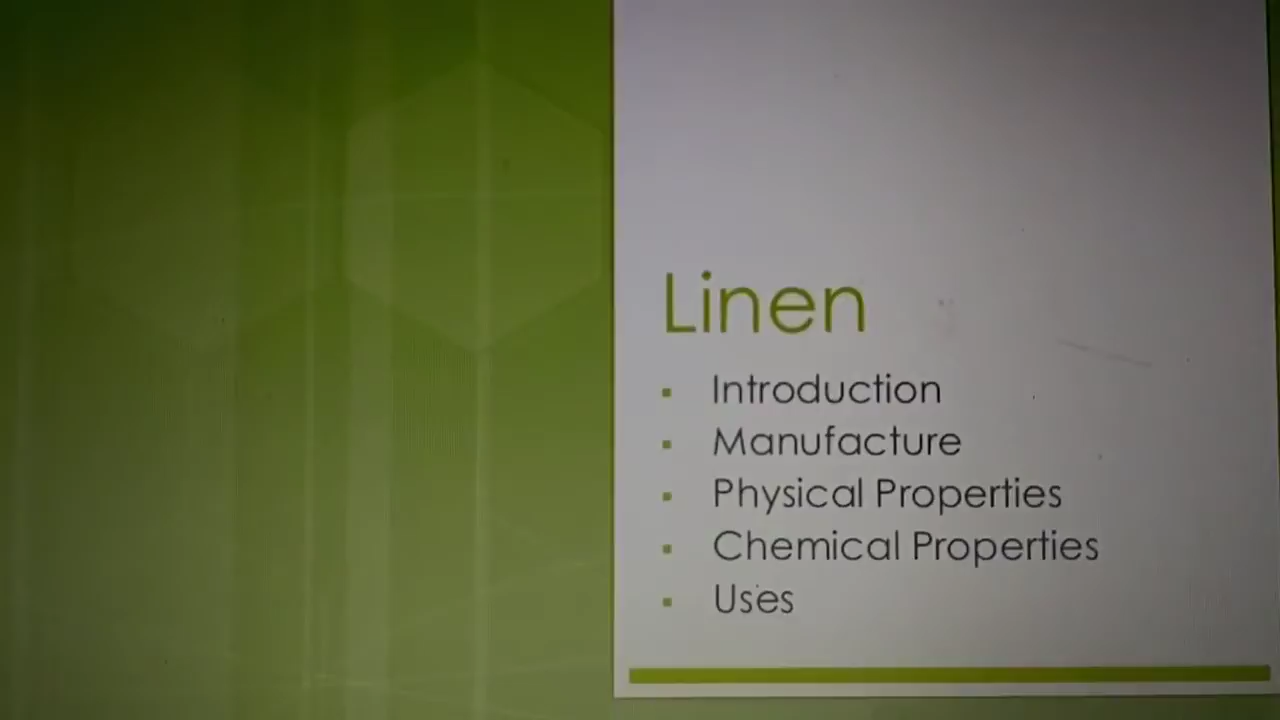 Linen
Introduction
Manufacture
Physical Properties
Chemical Properties
Uses